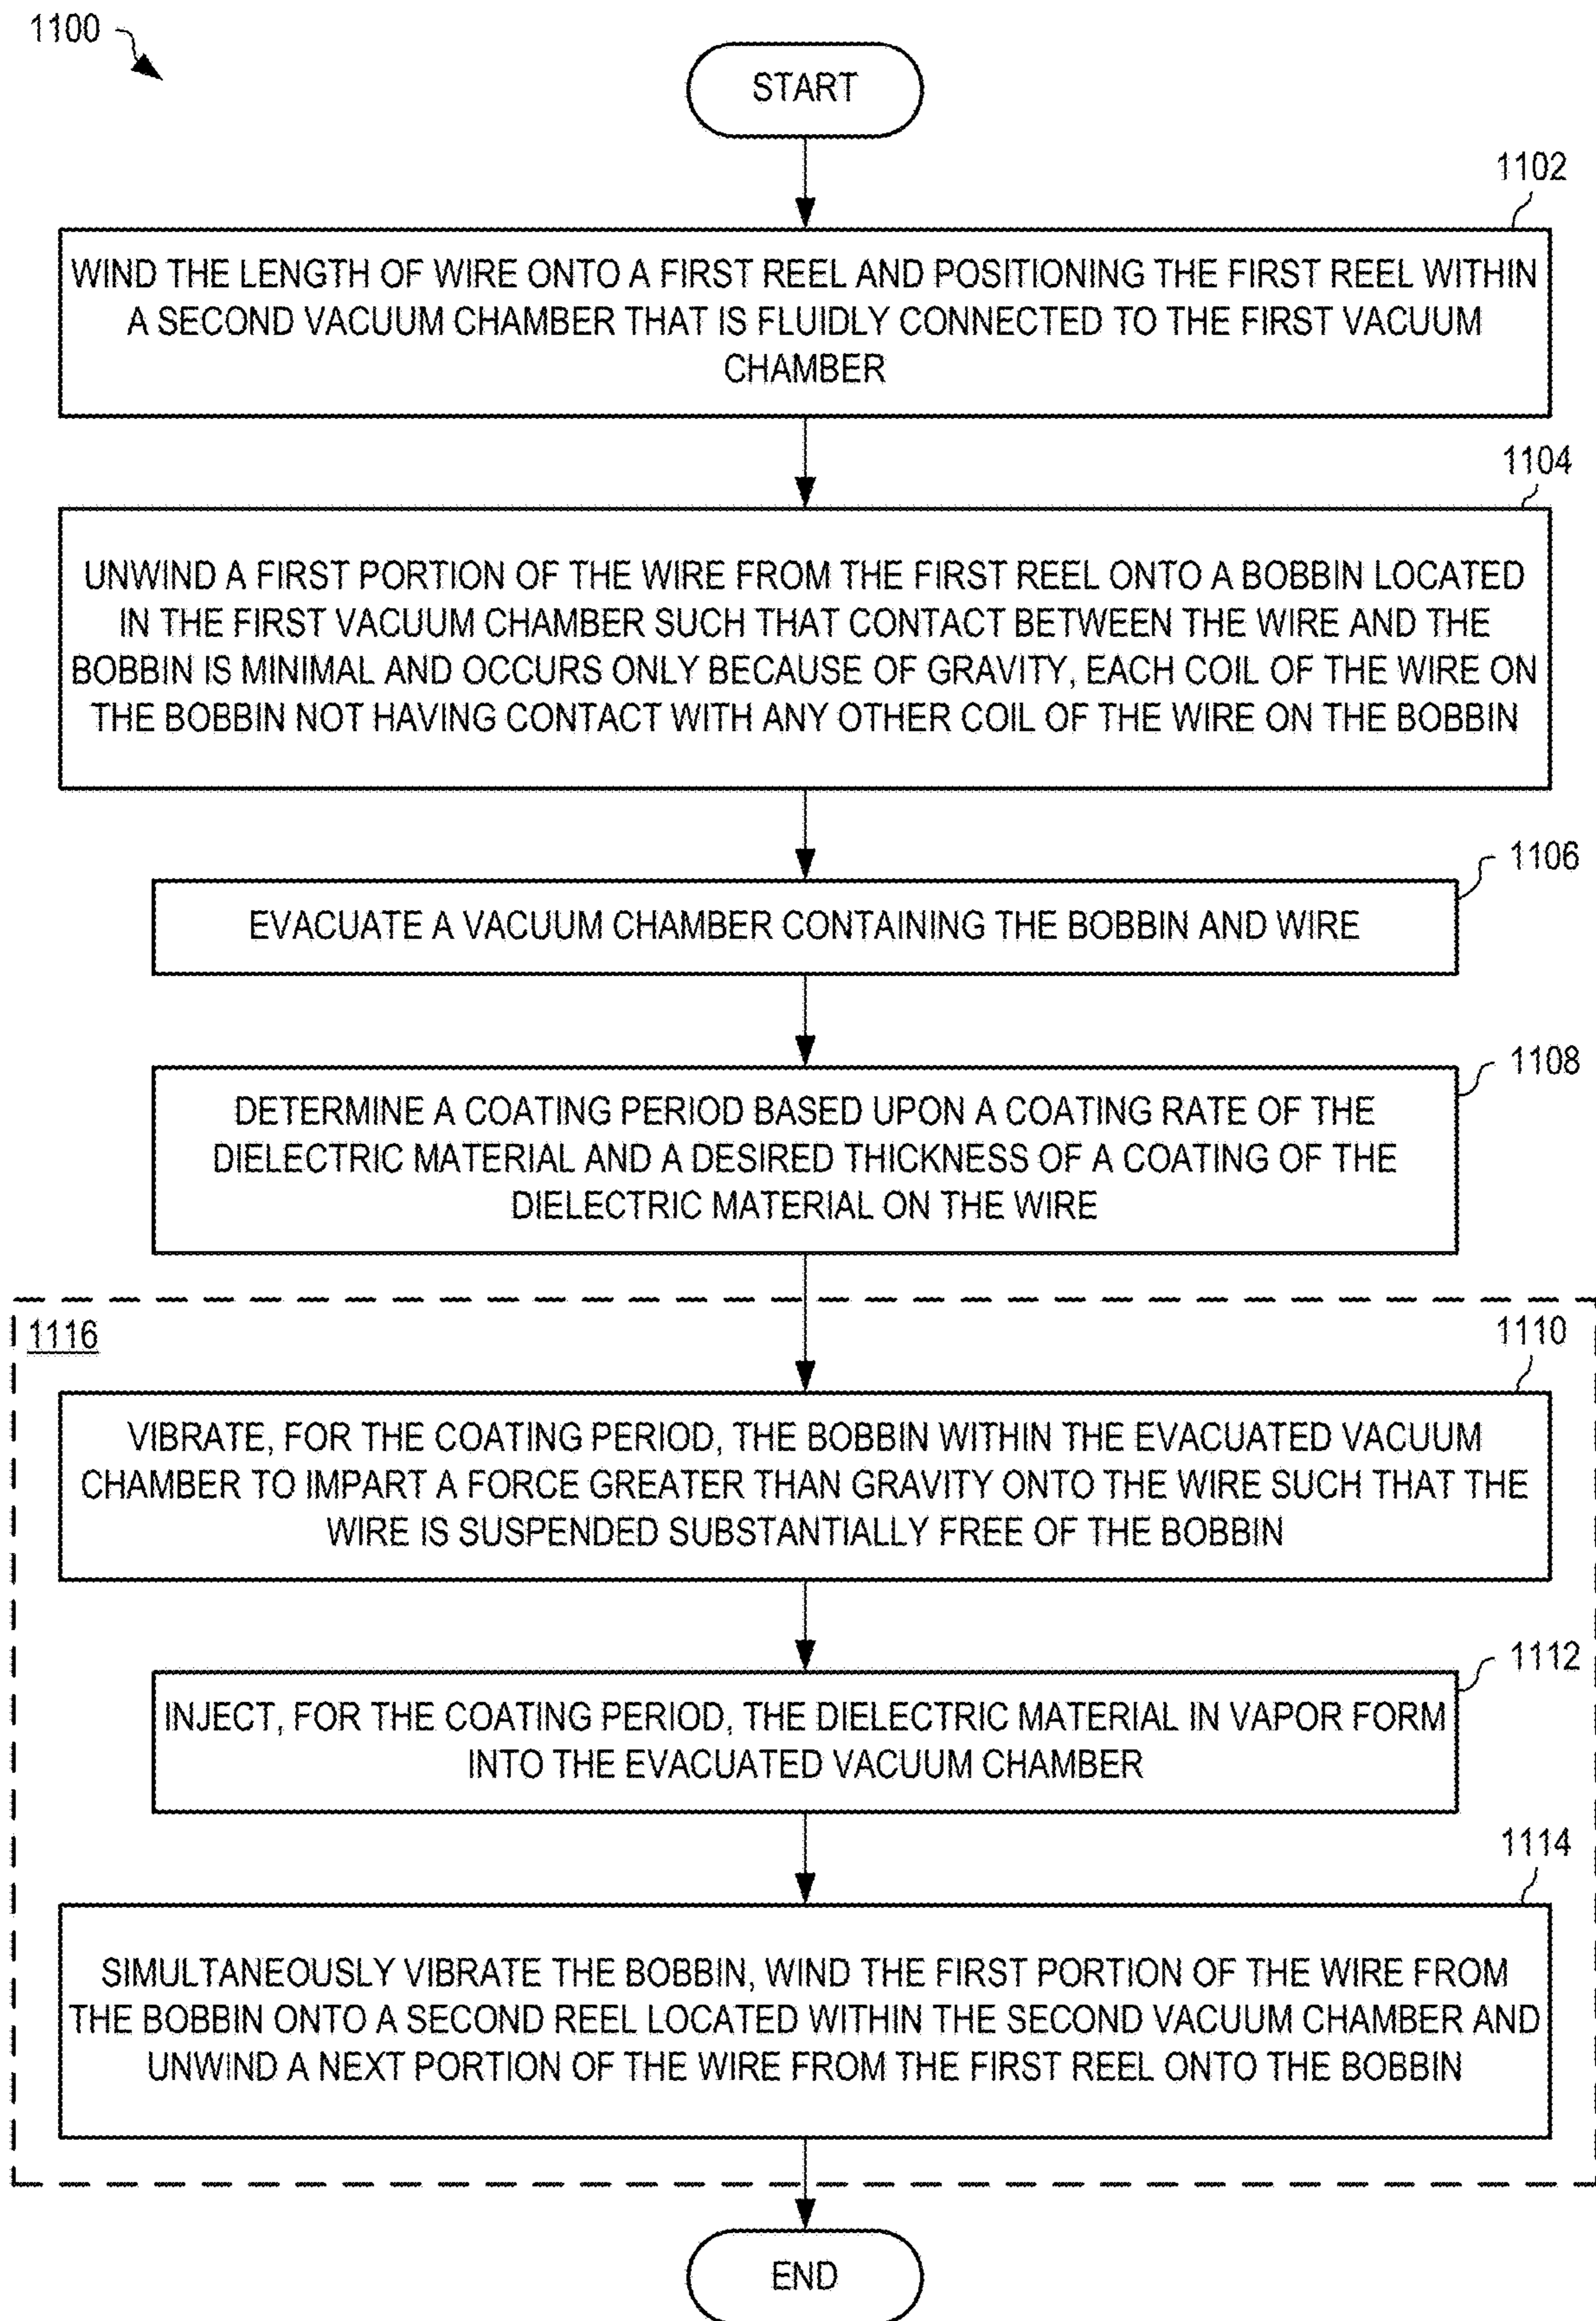 1100
START
1102
WIND THE LENGTH OF WIRE ONTO A FIRST REEL AND POSITIONING THE FIRST REEL WITHIN
A SECOND VACUUM CHAMBER THAT IS FLUIDLY CONNECTED TO THE FIRST VACUUM
CHAMBER
1104
UNWIND A FIRST PORTION OF THE WIRE FROM THE FIRST REEL ONTO A BOBBIN LOCATED
IN THE FIRST VACUUM CHAMBER SUCH THAT CONTACT BETWEEN THE WIRE AND THE
BOBBIN IS MINIMAL AND OCCURS ONLY BECAUSE OF GRAVITY, EACH COIL OF THE WIRE ON
THE BOBBIN NOT HAVING CONTACT WITH ANY OTHER COIL OF THE WIRE ON THE BOBBIN
1106
EVACUATE A VACUUM CHAMBER CONTAINING THE BOBBIN AND WIRE
1108
DETERMINE A COATING PERIOD BASED UPON A COATING RATE OF THE
DIELECTRIC MATERIAL AND A DESIRED THICKNESS OF A COATING OF THE
DIELECTRIC MATERIAL ON THE WIRE
1116
1110
VIBRATE, FOR THE COATING PERIOD, THE BOBBIN WITHIN THE EVACUATED VACUUM
CHAMBER TO IMPART A FORCE GREATER THAN GRAVITY ONTO THE WIRE SUCH THAT THE
WIRE IS SUSPENDED SUBSTANTIALLY FREE OF THE BOBBIN
1112
INJECT, FOR THE COATING PERIOD, THE DIELECTRIC MATERIAL IN VAPOR FORM
INTO THE EVACUATED VACUUM CHAMBER
1114
SIMULTANEOUSLY VIBRATE THE BOBBIN, WIND THE FIRST PORTION OF THE WIRE FROM
THE BOBBIN ONTO A SECOND REEL LOCATED WITHIN THE SECOND VACUUM CHAMBER AND
UNWIND A NEXT PORTION OF THE WIRE FROM THE FIRST REEL ONTO THE BOBBIN
END